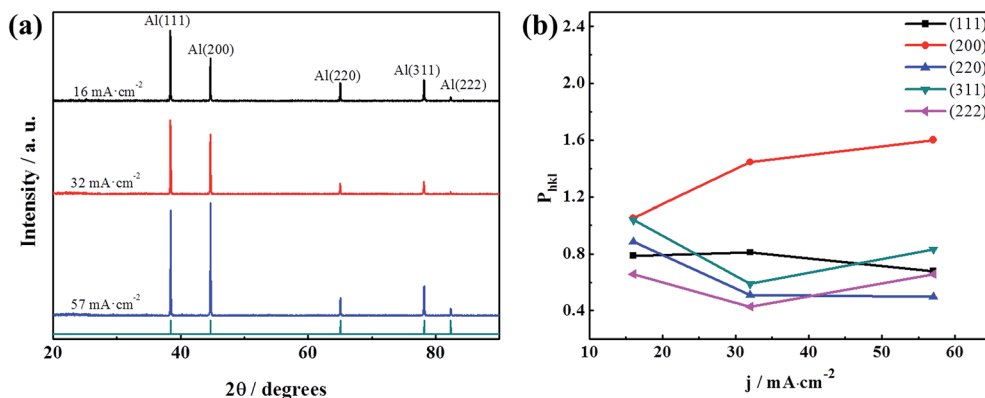 (a)
Al(111)
Al(200)
Al(220)
Al(311)
Al(222)
16 mA·cm⁻²
32 mA·cm⁻²
57 mA·cm⁻²
Intensity / a. u.
20 40 60 80
2θ / degrees
(b)
(111)
(200)
(220)
(311)
(222)
2.4
2.0
1.6
1.2
0.8
0.4
Phkl
10 20 30 40 50 60
j / mA·cm⁻²